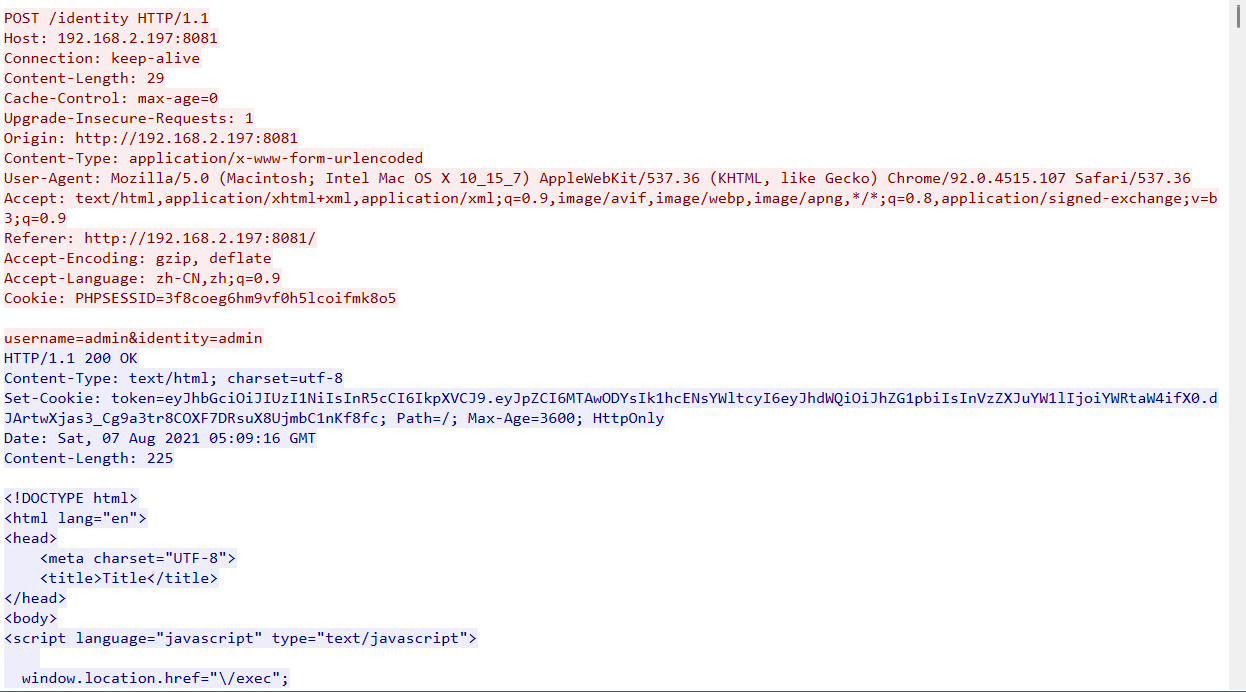 POST /identity HTTP/1.1
Host: 192.168.2.197:8081
Connection: keep-alive
Content-Length: 29
Cache-Control: max-age=0
Upgrade-Insecure-Requests: 1
Origin: http://192.168.2.197:8081
Content-Type: application/x-www-form-urlencoded
User-Agent: Mozilla/5.0 (Macintosh; Intel Mac OS X 10_15_7) AppleWebKit/537.36 (KHTML, like Gecko) Chrome/92.0.4515.107 Safari/537.36
Accept: text/html,application/xhtml+xml,application/xml;q=0.9,image/avif,image/webp,image/apng,*/*;q=0.8,application/signed-exchange;v=b
3;q=0.9
Referer: http://192.168.2.197:8081/
Accept-Encoding: gzip, deflate
Accept-Language: zh-CN,zh;q=0.9
Cookie: PHPSESSID=3f8coeg6hm9vf0h5lcoifmk8o5
username=admin&identity=admin
HTTP/1.1 200 OK
Content-Type: text/html; charset=utf-8
Set-Cookie: token=eyJhbGciOiJIUzI1NiIsInR5cCI6IkpXVCJ9.eyJpZCI6MTAwODYsIk1hcENsYWltcyI6eyJhdWQiOiJhZG1pbiIsInVzZXJuYW1lIjoiYWRtaW4ifX0.d
JArtwXjas3_Cg9a3tr8COXF7DRsuX8UjmbC1nKf8fc; Path=/; Max-Age=3600; HttpOnly
Date: Sat, 07 Aug 2021 05:09:16 GMT
Content-Length: 225
<!DOCTYPE html>
<html lang="en">
<head>
<meta charset="UTF-8">
<title>Title</title>
</head>
<body>
<script language="javascript" type="text/javascript">
window.location.href="\/exec";